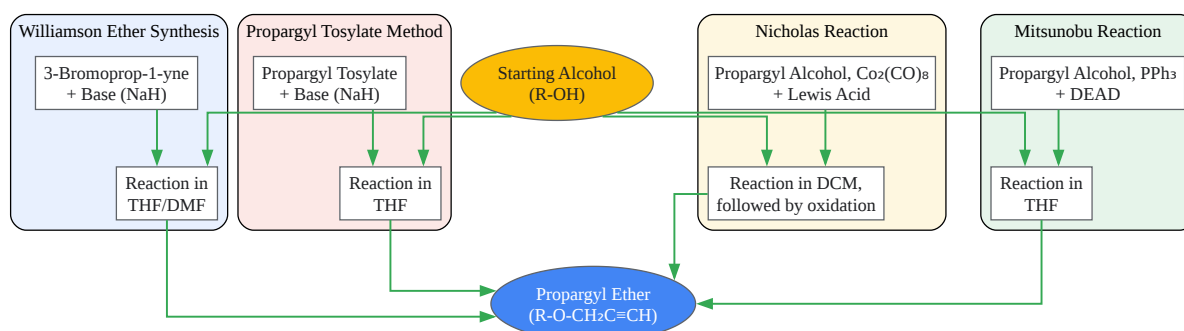 Williamson Ether Synthesis
3-Bromoprop-1-yne
+ Base (NaH)
Reaction in
THF/DMF
Propargyl Tosylate Method
Propargyl Tosylate
+ Base (NaH)
Reaction in
THF
Starting Alcohol
(R-OH)
Nicholas Reaction
Propargyl Alcohol, Co₂(CO)₈
+ Lewis Acid
Reaction in DCM,
followed by oxidation
Mitsunobu Reaction
Propargyl Alcohol, PPh₃
+ DEAD
Reaction in
THF
Propargyl Ether
(R-O-CH₂C≡CH)